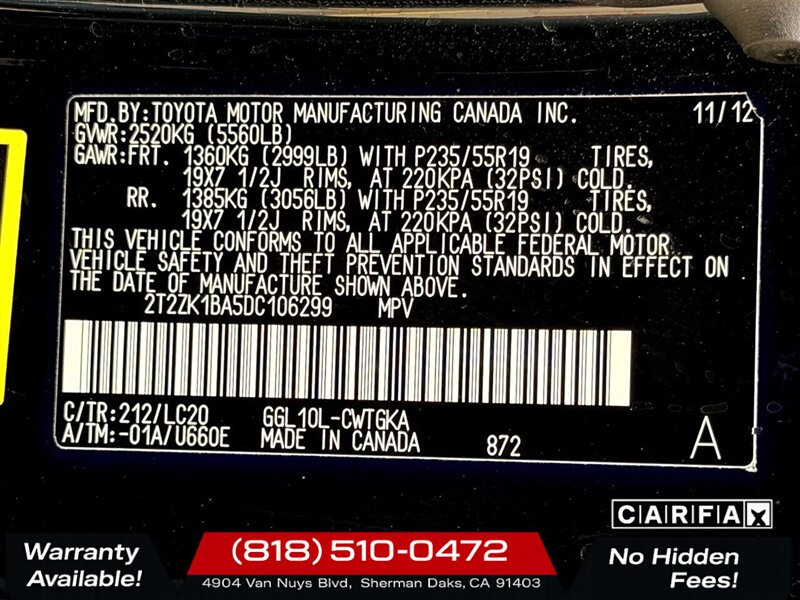 MFD.BY:TOYOTA MOTOR MANUFACTURING CANADA INC. 11/12
GVWR:2520KG (5560LB)
GAWR:FRT. 1360KG (2999LB) WITH P235/55R19 TIRES,
19X7 1/2J RIMS, AT 220KPA (32PSI) COLD.
RR. 1385KG (3056LB) WITH P235/55R19 TIRES,
19X7 1/2J RIMS, AT 220KPA (32PSI) COLD.
THIS VEHICLE CONFORMS TO ALL APPLICABLE FEDERAL MOTOR
VEHICLE SAFETY AND THEFT PREVENTION STANDARDS IN EFFECT ON
THE DATE OF MANUFACTURE SHOWN ABOVE.
2T2ZK1BA5DC106299 MPV
C/TR:212/LC20 GGL10L-CWTGKA
A/TM:-01A/U660E MADE IN CANADA 872 A
CARFAX
Warranty
Available!
(818) 510-0472
4904 Van Nuys Blvd, Sherman Daks, CA 91403
No Hidden
Fees!